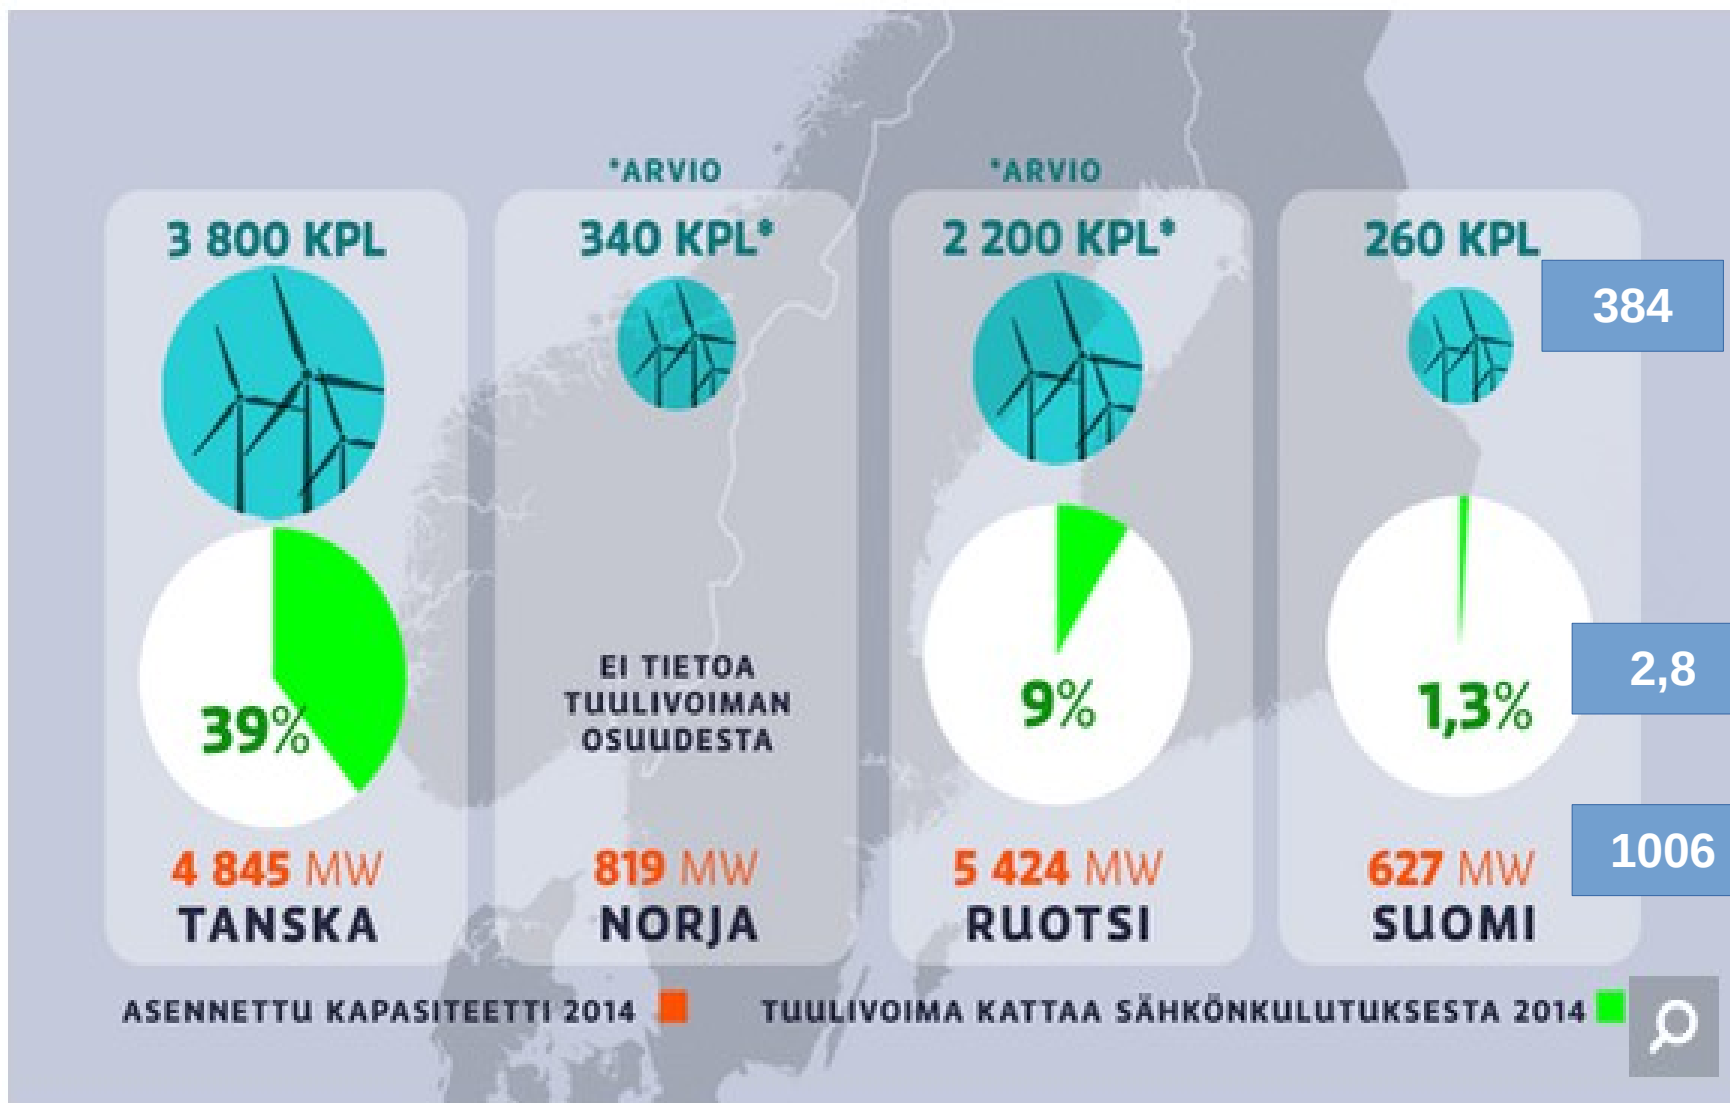 *ARVIO
*ARVIO
3 800 KPL
340 KPL*
2 200 KPL*
260 KPL
384
EI TIETOA
TUULIVOIMAN
OSUUDESTA
39%
9%
1,3%
2,8
4 845 MW
819 MW
5 424 MW
627 MW
1006
TANSKA
NORJA
RUOTSI
SUOMI
ASENNETTU KAPASITEETTI 2014
TUULIVOIMA KATTAA SÄHKÖNKULUTUKSESTA 2014